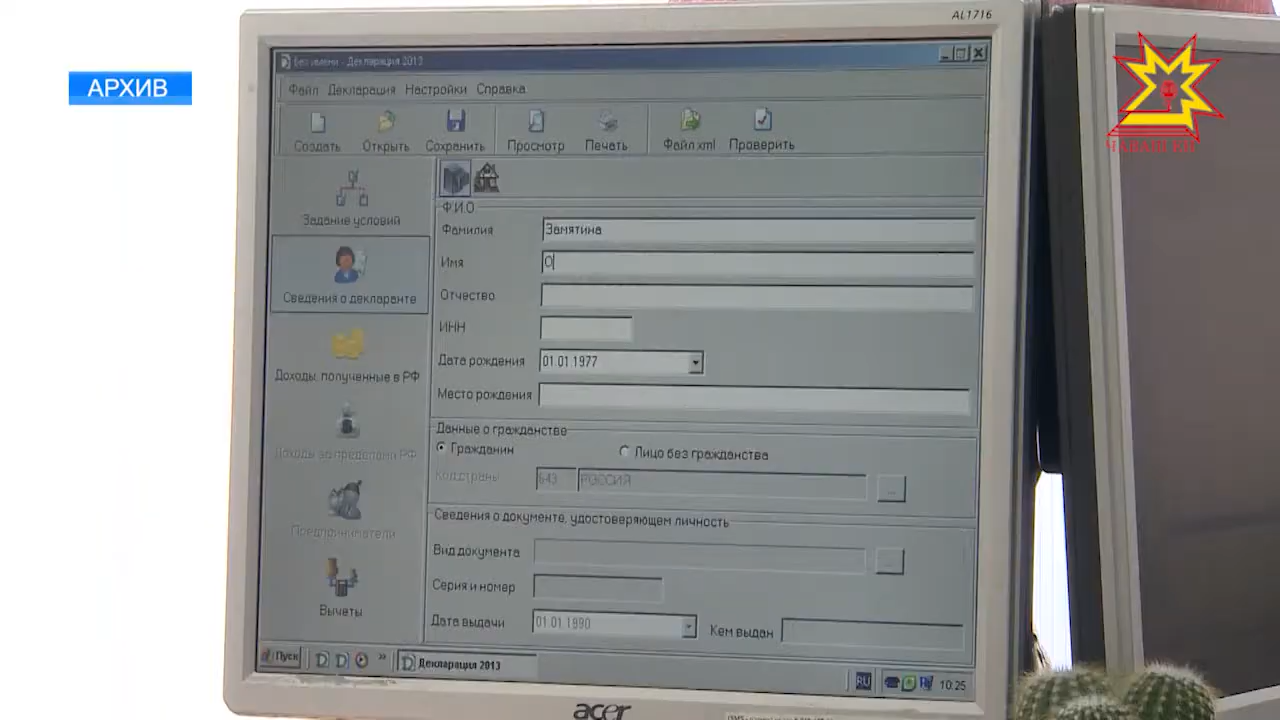 AL1716
АРХИВ
Без имени - Декларация 2013
Файл Декларация Настройки Справка
Создать Открыть Сохранить Просмотр Печать Файл xml Проверить
Задание условий
Сведения о декларанте
Доходы, полученные в РФ
Доходы за пределами РФ
Предприниматели
Вычеты
Ф.И.О
Фамилия Замятина
Имя О
Отчество
ИНН
Дата рождения 01.01.1977
Место рождения
Данные о гражданстве
Гражданин Лицо без гражданства
Код страны 643 РОССИЯ ...
Сведения о документе, удостоверяющем личность
Вид документа ...
Серия и номер
Дата выдачи 01.01.1990 Кем выдан
Пуск » Декларация 2013 RU 10:25
acer